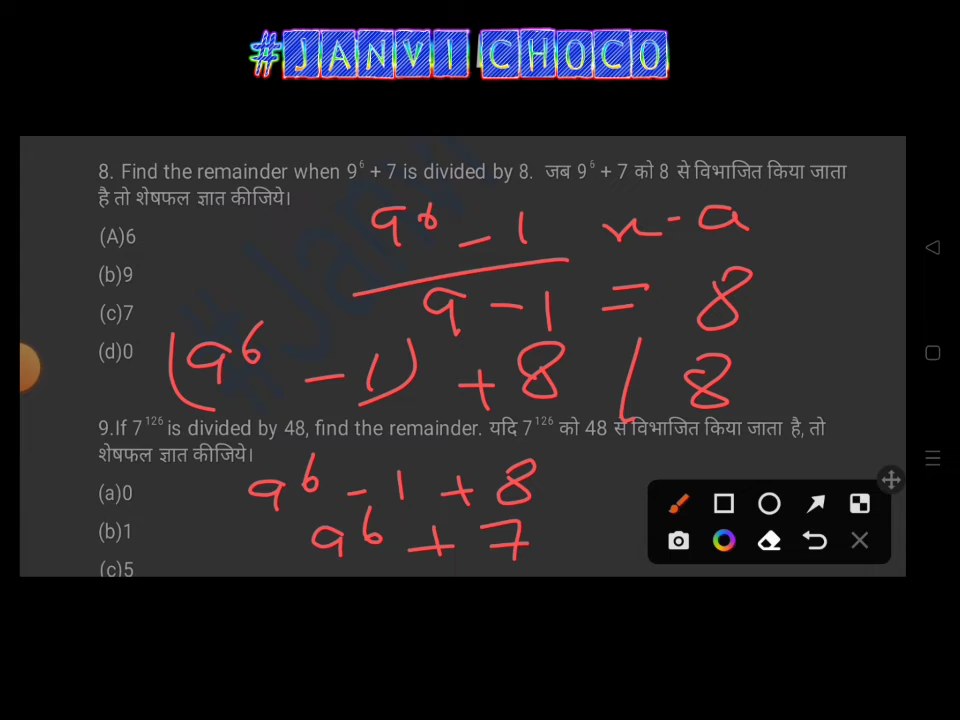 #JANVI CHOCO
8. Find the remainder when 9⁶ + 7 is divided by 8. जब 9⁶ + 7 को 8 से विभाजित किया जाता
है तो शेषफल ज्ञात कीजिये।
(A)6
9⁶ - 1 x - a
(b)9
9 - 1 = 8
(c)7
(d)0
(9⁶ - 1) + 8 / 8
9.If 7¹²⁶ is divided by 48, find the remainder. यदि 7¹²⁶ को 48 से विभाजित किया जाता है, तो
शेषफल ज्ञात कीजिये।
(a)0
9⁶ - 1 + 8
(b)1
9⁶ + 7
(c)5